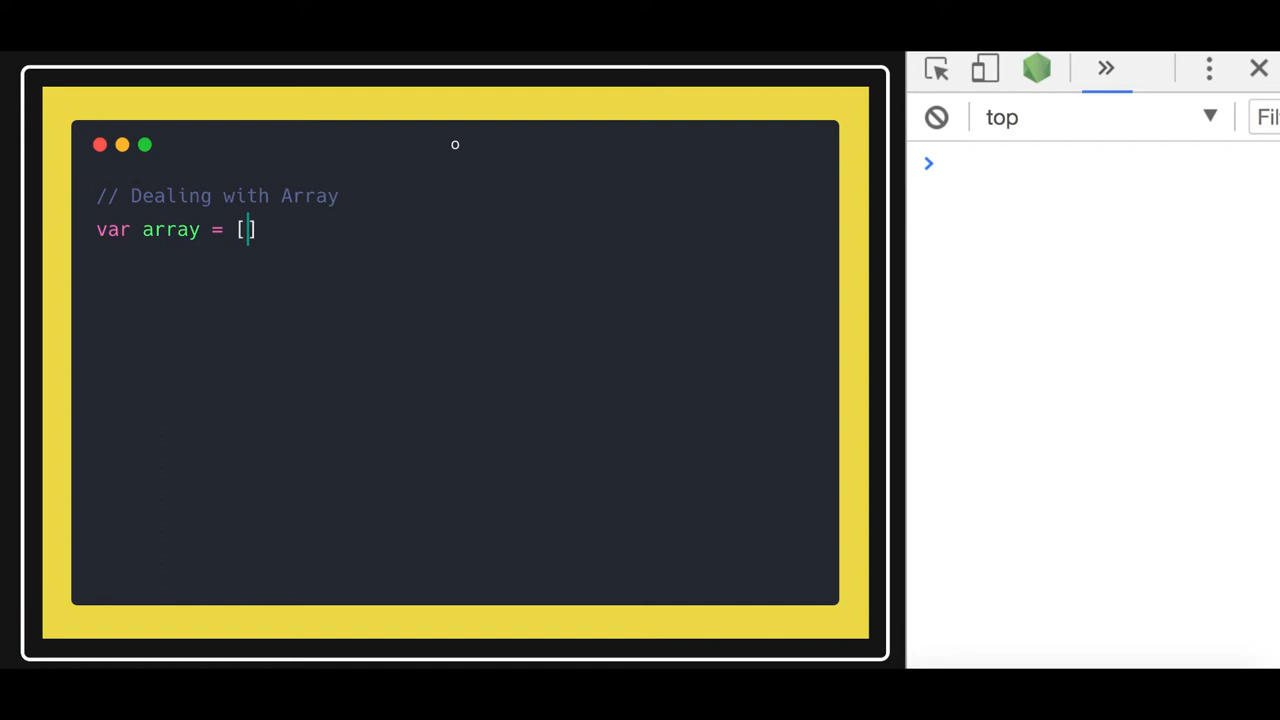 o
// Dealing with Array
var array = []
top
Fil
>